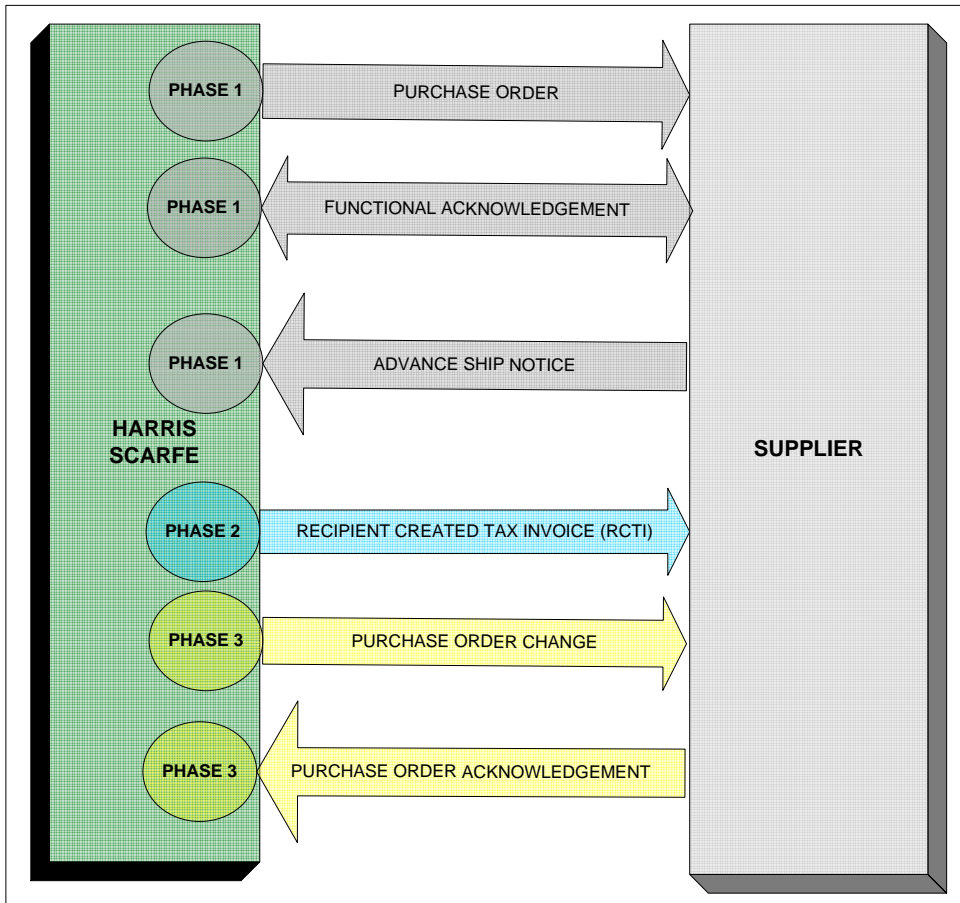 PHASE 1
PURCHASE ORDER
PHASE 1
FUNCTIONAL ACKNOWLEDGEMENT
PHASE 1
ADVANCE SHIP NOTICE
HARRIS
SCARFE
SUPPLIER
PHASE 2
RECIPIENT CREATED TAX INVOICE (RCTI)
PHASE 3
PURCHASE ORDER CHANGE
PHASE 3
PURCHASE ORDER ACKNOWLEDGEMENT